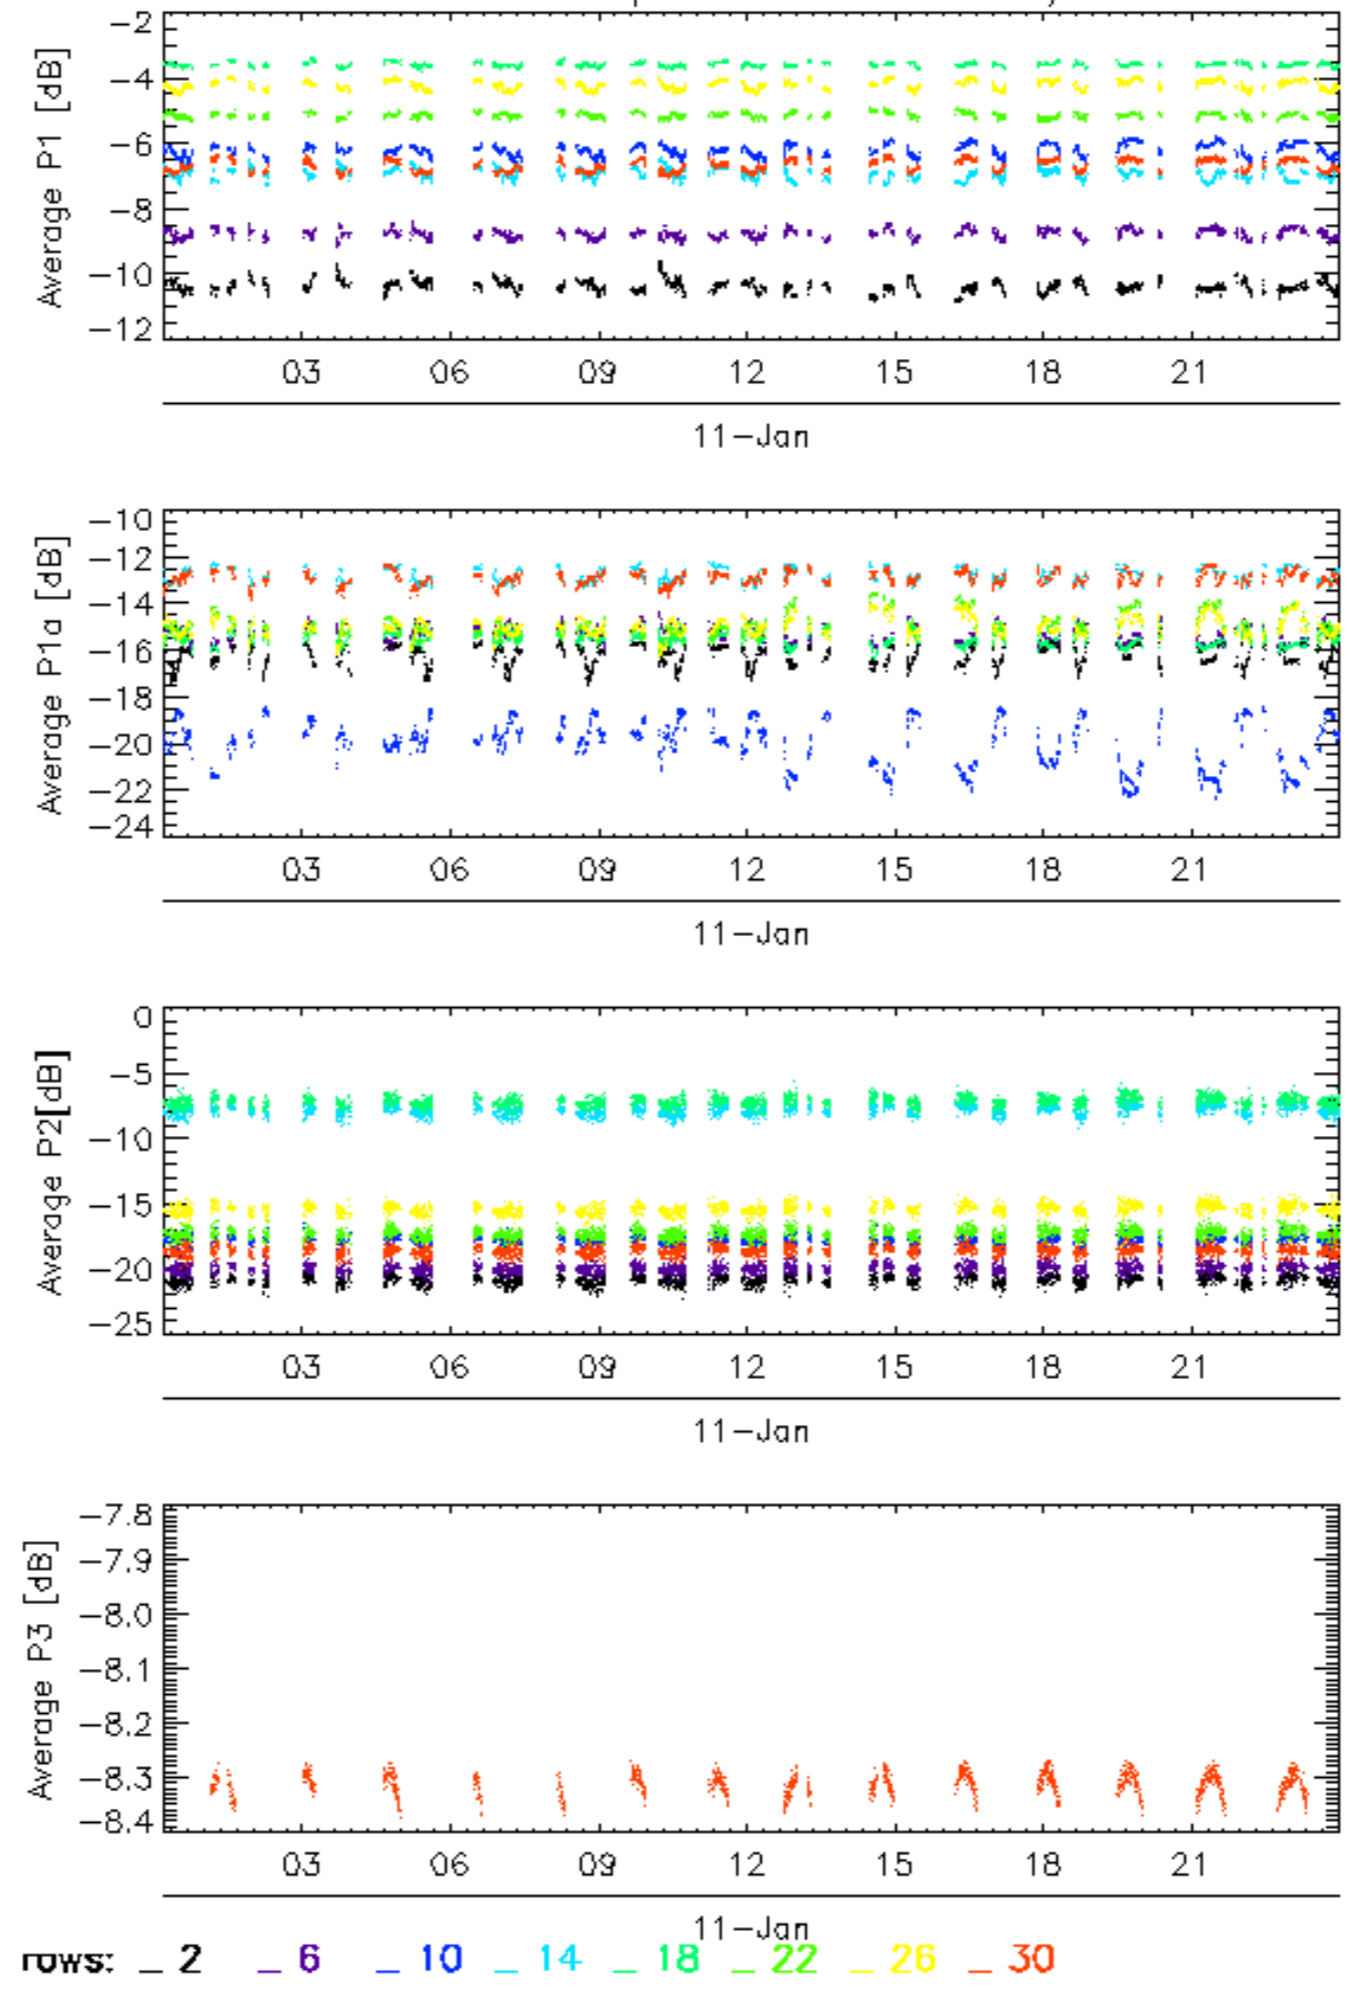 Average P1 [dB]
-2
-4
-6
-8
-10
-12
03 06 09 12 15 18 21
11-Jan
Average P1a [dB]
-10
-12
-14
-16
-18
-20
-22
-24
03 06 09 12 15 18 21
11-Jan
Average P2[dB]
0
-5
-10
-15
-20
-25
03 06 09 12 15 18 21
11-Jan
Average P3 [dB]
-7.8
-7.9
-8.0
-8.1
-8.2
-8.3
-8.4
03 06 09 12 15 18 21
11-Jan
rows: _ 2 _ 6 _ 10 _ 14 _ 18 _ 22 _ 26 _ 30